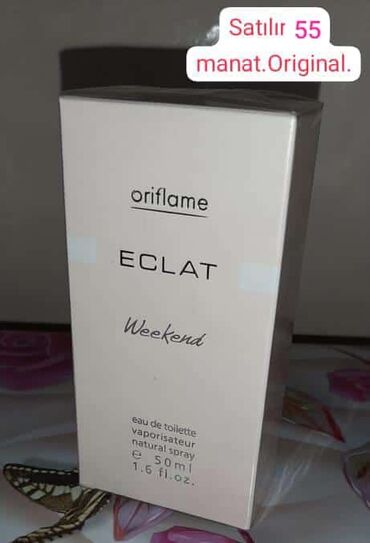 Satılır 55
manat.Original.
oriflame
ECLAT
Weekend
eau de toilette
vaporisateur
natural spray
e 50ml
1.6 fl.oz.